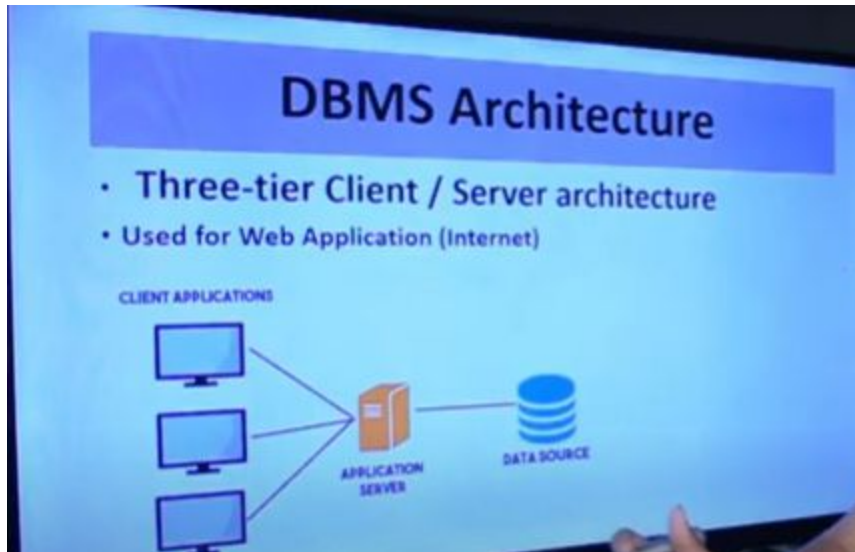 DBMS Architecture
· Three-tier Client / Server architecture
• Used for Web Application (Internet)
CLIENT APPLICATIONS
APPLICATION
SERVER
DATA SOURCE